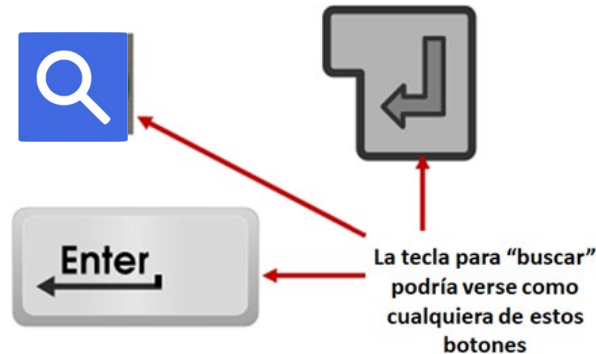 Enter
La tecla para “buscar”
podría verse como
cualquiera de estos
botones